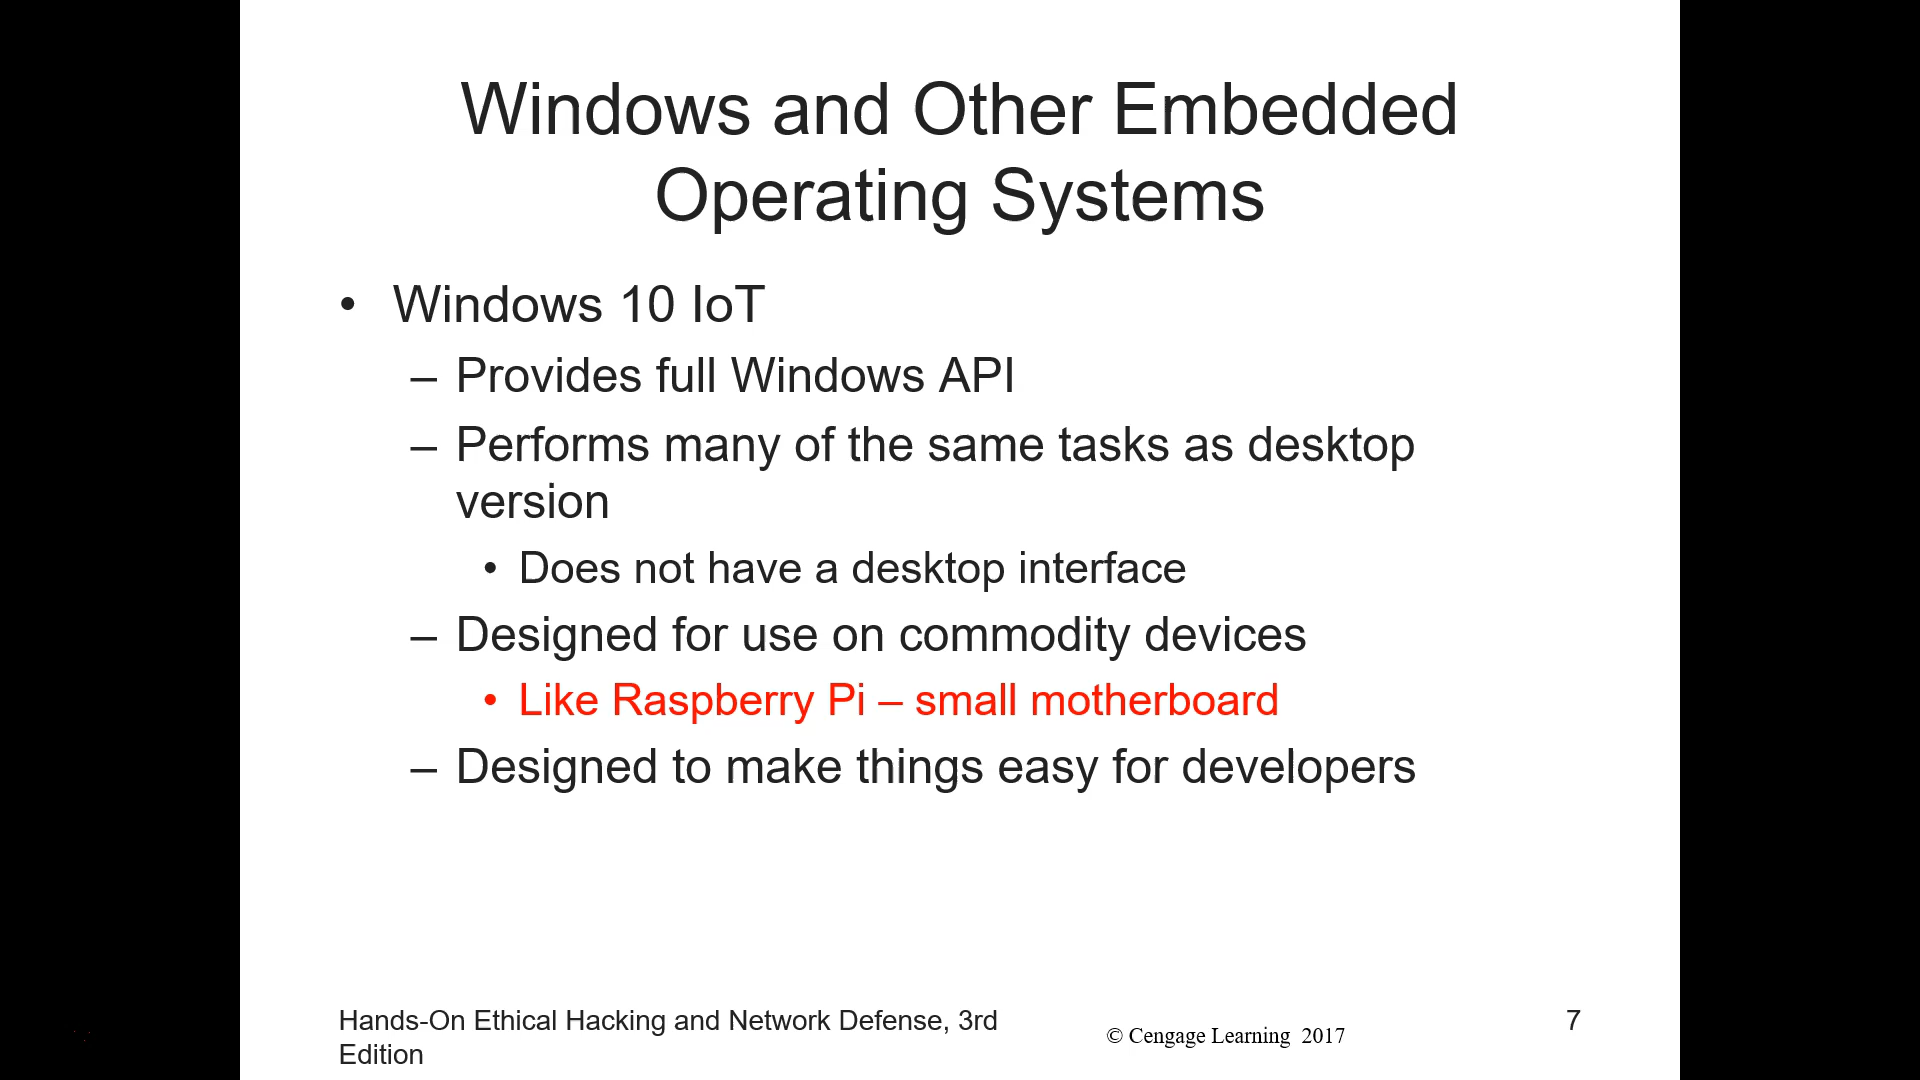 Windows and Other Embedded
Operating Systems
• Windows 10 IoT
– Provides full Windows API
– Performs many of the same tasks as desktop
version
• Does not have a desktop interface
– Designed for use on commodity devices
• Like Raspberry Pi – small motherboard
– Designed to make things easy for developers
Hands-On Ethical Hacking and Network Defense, 3rd
Edition
© Cengage Learning 2017
7